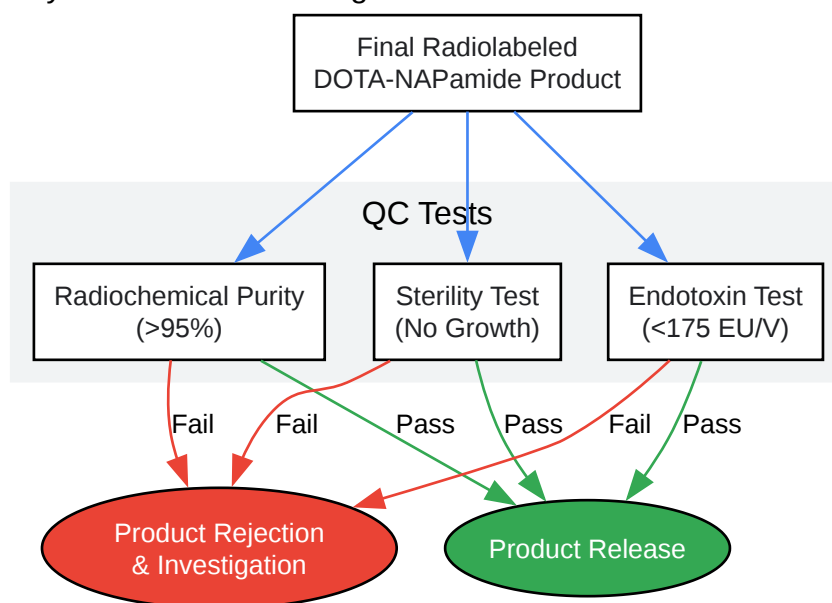 Final Radiolabeled
DOTA-NAPamide Product
QC Tests
Radiochemical Purity
(>95%)
Sterility Test
(No Growth)
Endotoxin Test
(<175 EU/V)
Fail
Fail
Pass
Pass
Fail
Pass
Product Rejection
& Investigation
Product Release